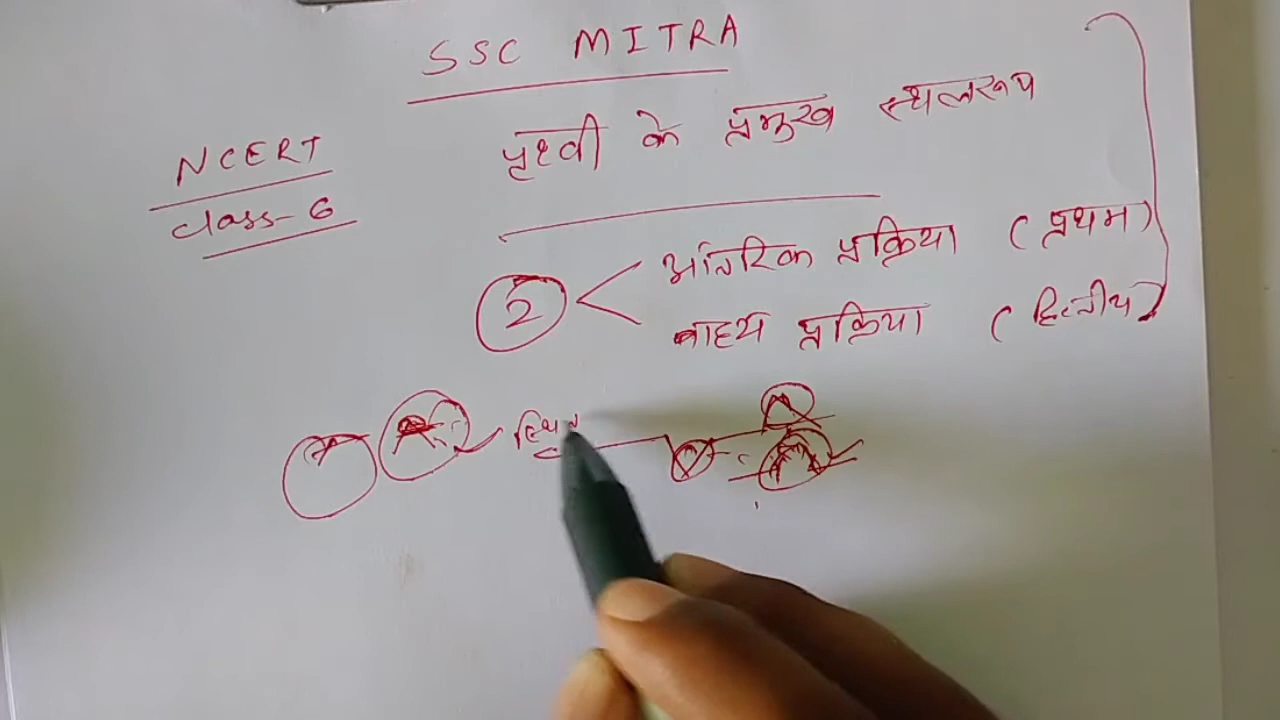 SSC MITRA
पृथ्वी के प्रमुख स्थलरूप
NCERT
class-6
2
आंतरिक प्रक्रिया (प्रथम)
बाह्य प्रक्रिया (द्वितीय)